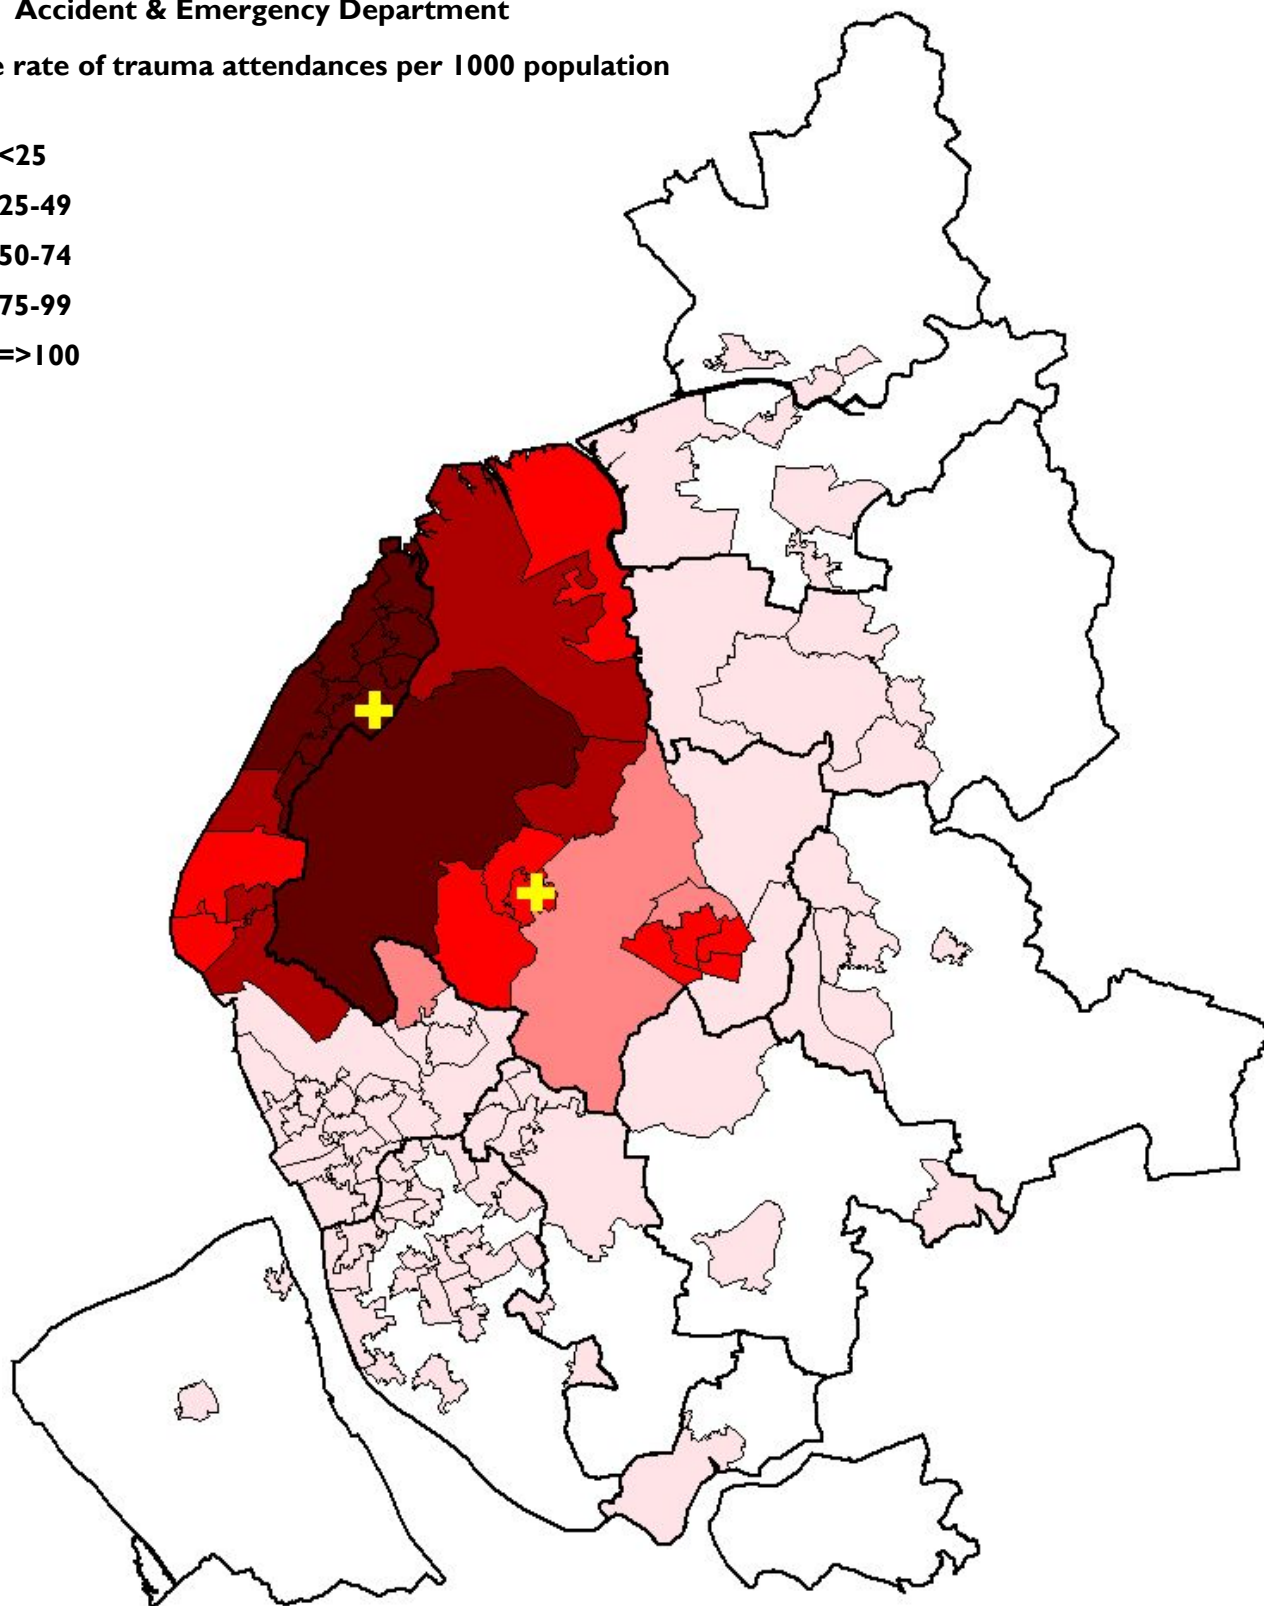 Accident & Emergency Department
e rate of trauma attendances per 1000 population
<25
25-49
50-74
75-99
=>100